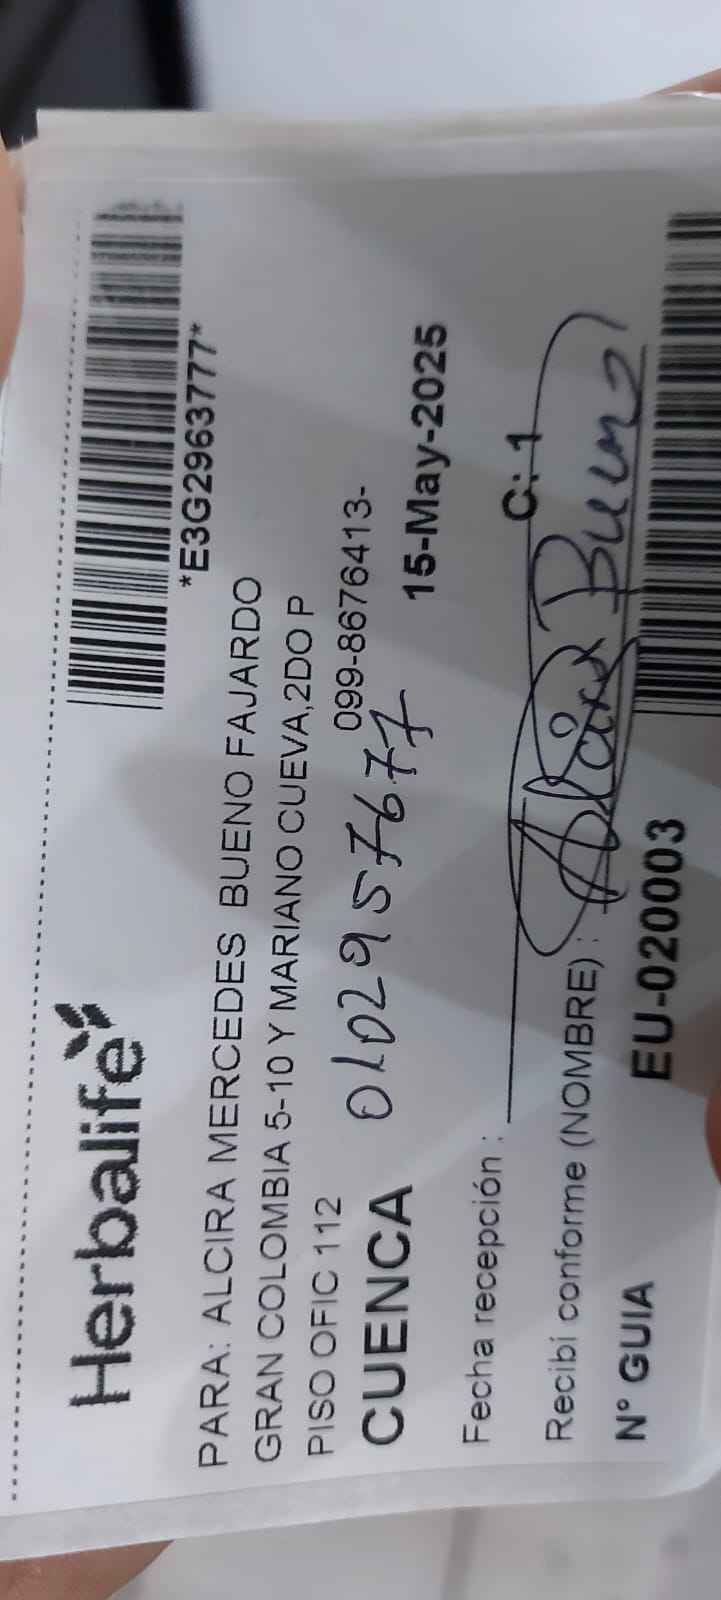 Herbalife
*E3G2963777*
PARA: ALCIRA MERCEDES BUENO FAJARDO
GRAN COLOMBIA 5-10 Y MARIANO CUEVA,2DO P
PISO OFIC 112 099-8676413-
CUENCA 0102957677 15-May-2025
Fecha recepción : C: 1
Recibí conforme (NOMBRE) : Alcira Bueno
N° GUIA EU-020003